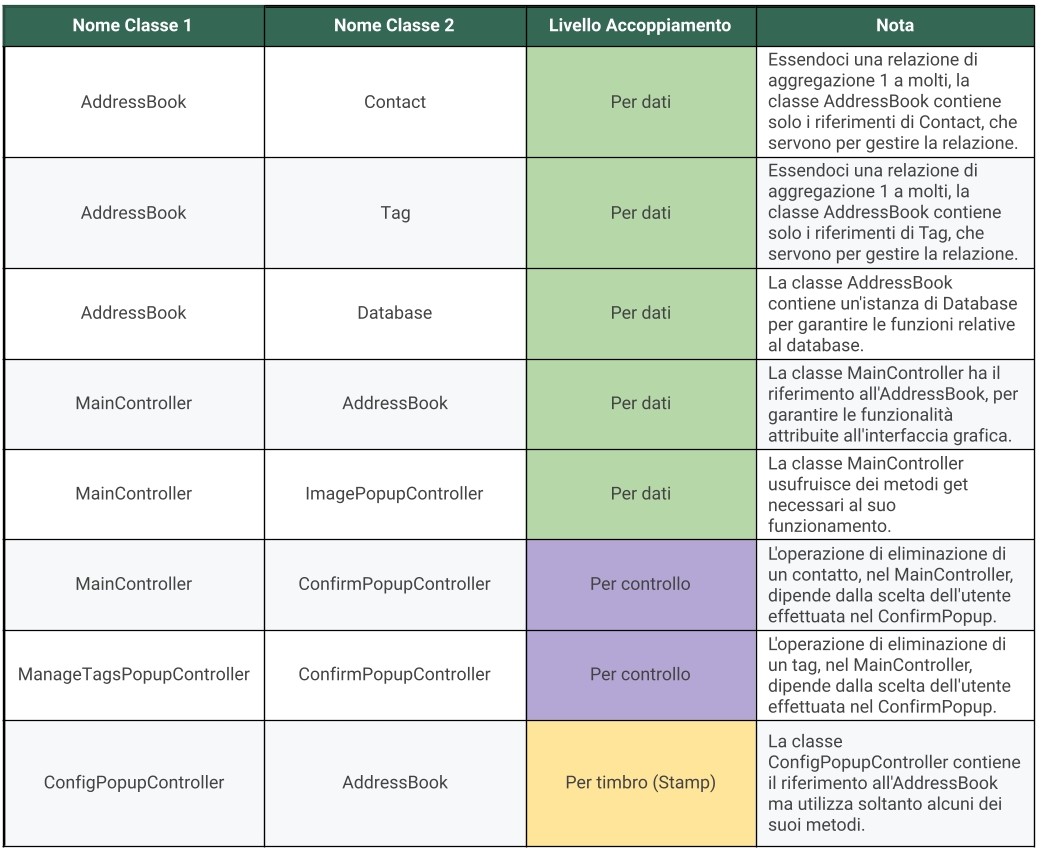 Nome Classe 1 Nome Classe 2 Livello Accoppiamento Nota
AddressBook Contact Per dati
Essendoci una relazione di
aggregazione 1 a molti, la
classe AddressBook contiene
solo i riferimenti di Contact, che
servono per gestire la relazione.
AddressBook Tag Per dati
Essendoci una relazione di
aggregazione 1 a molti, la
classe AddressBook contiene
solo i riferimenti di Tag, che
servono per gestire la relazione.
AddressBook Database Per dati
La classe AddressBook
contiene un'istanza di Database
per garantire le funzioni relative
al database.
MainController AddressBook Per dati
La classe MainController ha il
riferimento all'AddressBook, per
garantire le funzionalità
attribuite all'interfaccia grafica.
MainController ImagePopupController Per dati
La classe MainController
usufruisce dei metodi get
necessari al suo
funzionamento.
MainController ConfirmPopupController Per controllo
L'operazione di eliminazione di
un contatto, nel MainController,
dipende dalla scelta dell'utente
effettuata nel ConfirmPopup.
ManageTagsPopupController ConfirmPopupController Per controllo
L'operazione di eliminazione di
un tag, nel MainController,
dipende dalla scelta dell'utente
effettuata nel ConfirmPopup.
ConfigPopupController AddressBook Per timbro (Stamp)
La classe
ConfigPopupController contiene
il riferimento all'AddressBook
ma utilizza soltanto alcuni dei
suoi metodi.